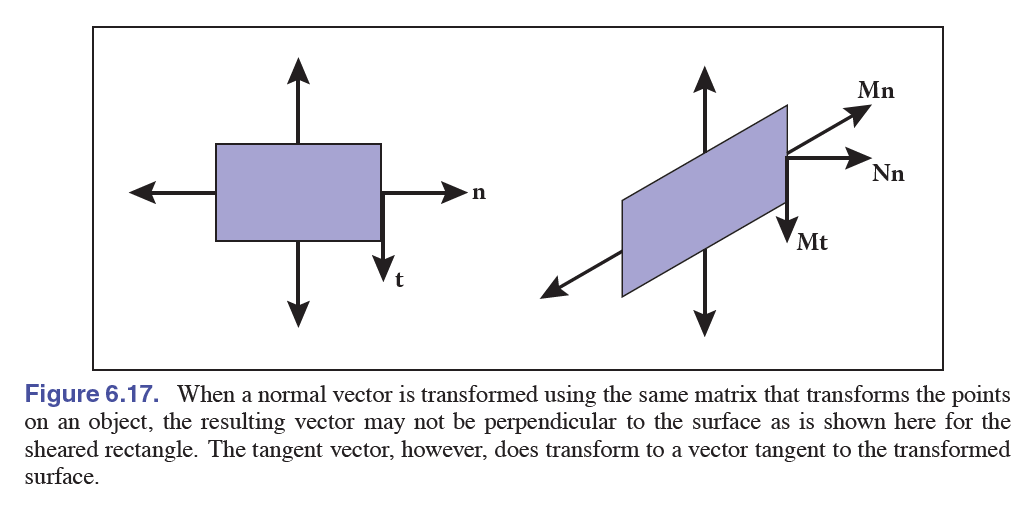 n
t
Mn
Nn
Mt
Figure 6.17. When a normal vector is transformed using the same matrix that transforms the points
on an object, the resulting vector may not be perpendicular to the surface as is shown here for the
sheared rectangle. The tangent vector, however, does transform to a vector tangent to the transformed
surface.